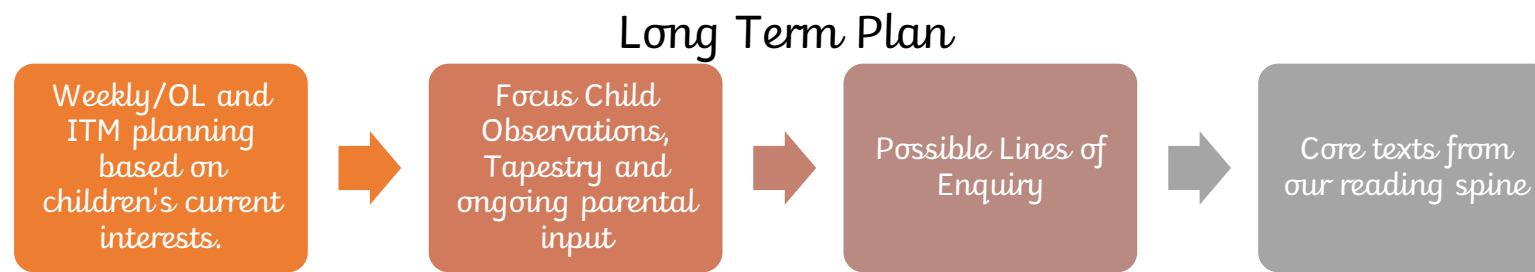 Long Term Plan
Weekly/OL and
ITM planning
based on
children's current
interests.
Focus Child
Observations,
Tapestry and
ongoing parental
input
Possible Lines of
Enquiry
Core texts from
our reading spine